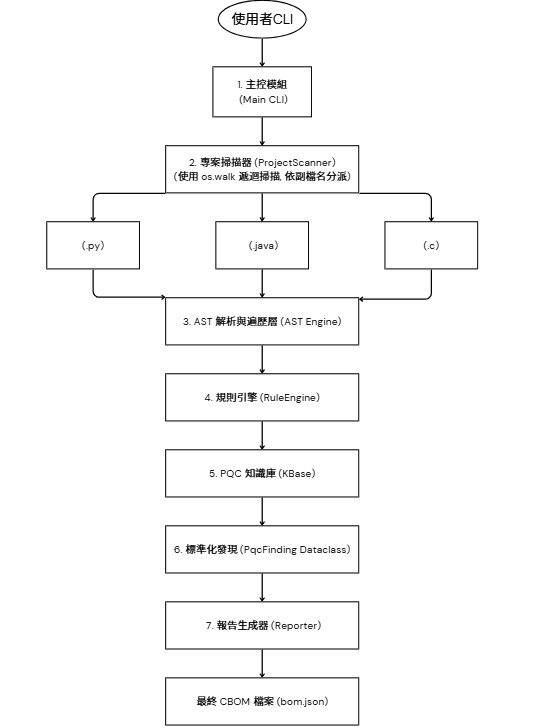 使用者CLI
1. 主控模組
(Main CLI)
2. 專案掃描器 (ProjectScanner)
(使用 os.walk 遞迴掃描, 依副檔名分派)
(.py)
(.java)
(.c)
3. AST 解析與遍歷層 (AST Engine)
4. 規則引擎 (RuleEngine)
5. PQC 知識庫 (KBase)
6. 標準化發現 (PqcFinding Dataclass)
7. 報告生成器 (Reporter)
最終 CBOM 檔案 (bom.json)